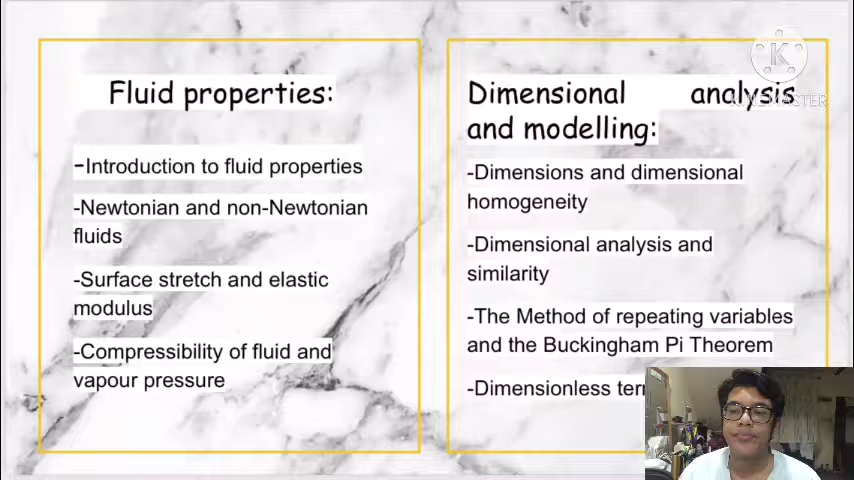 Fluid properties:
-Introduction to fluid properties
-Newtonian and non-Newtonian
fluids
-Surface stretch and elastic
modulus
-Compressibility of fluid and
vapour pressure
Dimensional analysis
and modelling:
-Dimensions and dimensional
homogeneity
-Dimensional analysis and
similarity
-The Method of repeating variables
and the Buckingham Pi Theorem
-Dimensionless
K
KINEMASTER